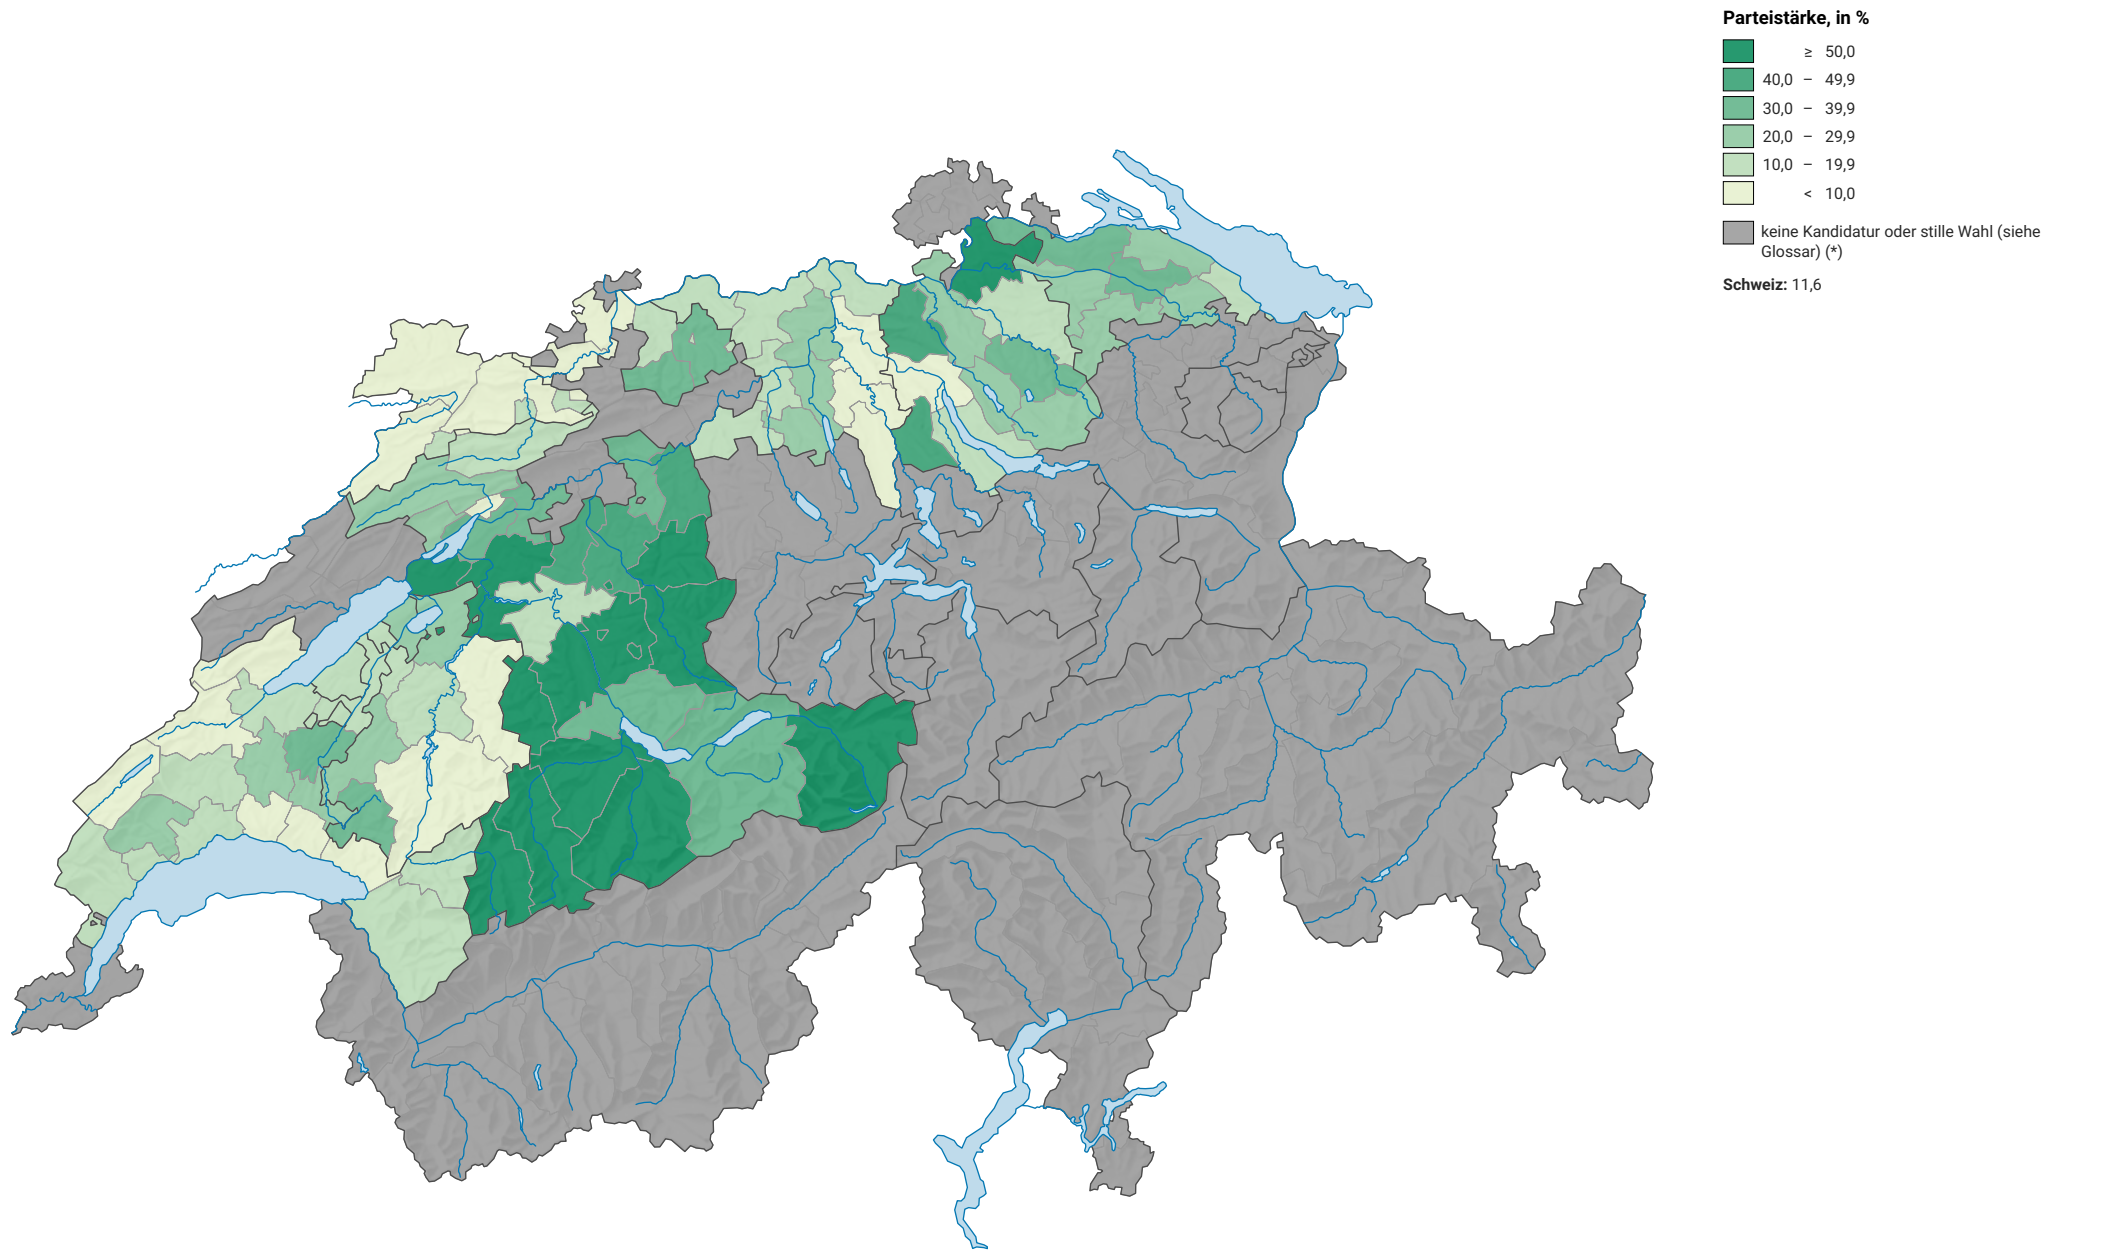 Parteistärke, in %
≥ 50,0
40,0 – 49,9
30,0 – 39,9
20,0 – 29,9
10,0 – 19,9
< 10,0
keine Kandidatur oder stille Wahl (siehe
Glossar) (*)
Schweiz: 11,6